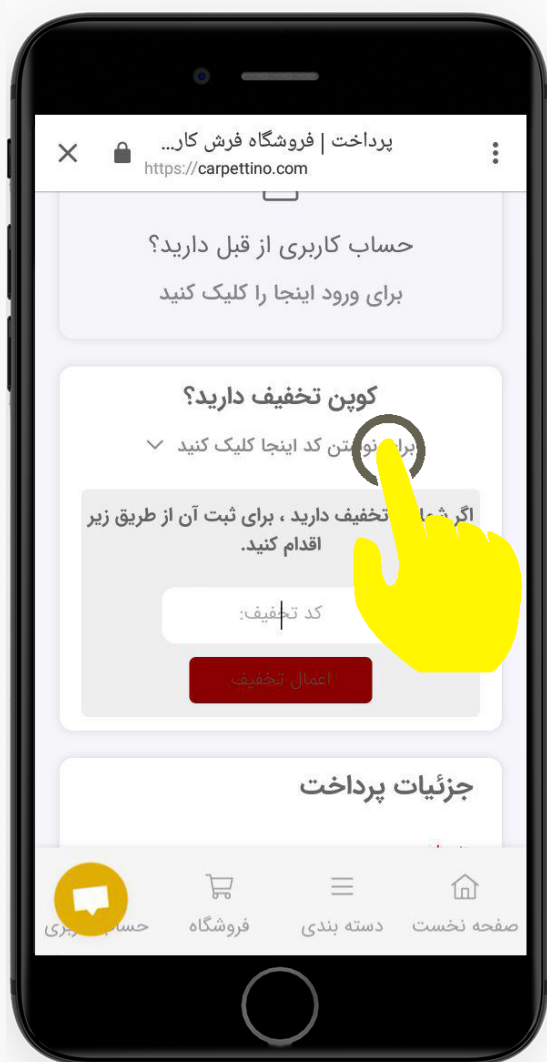 پرداخت | فروشگاه فرش کار...
https://carpettino.com
حساب کاربری از قبل دارید؟
برای ورود اینجا را کلیک کنید
کوپن تخفیف دارید؟
کد اینجا کلیک کنید
تخفیف دارید ، برای ثبت آن از طریق زیر
اقدام کنید.
کد تخفیف:
اعمال تخفیف
جزئیات پرداخت
صفحه نخست
دسته بندی
فروشگاه